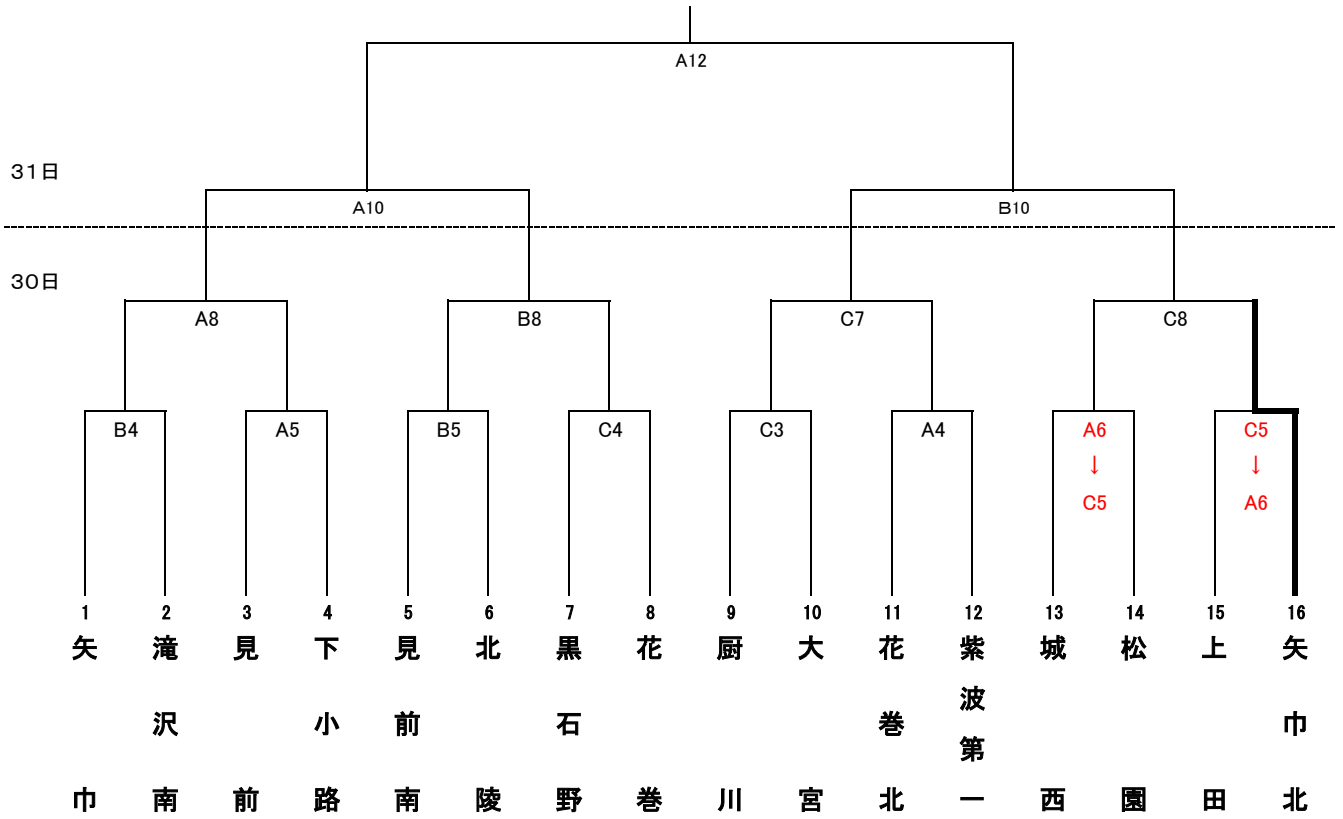 A12
31日
A10
B10
30日
A8
B8
C7
C8
B4
A5
B5
C4
C3
A4
A6
↓
C5
C5
↓
A6
1
2
3
4
5
6
7
8
9
10
11
12
13
14
15
16
矢巾
滝沢南
見前
下小路
見前南
北陵
黒石野
花巻
厨川
大宮
花巻北
紫波第一
城西
松園
上田
矢巾北